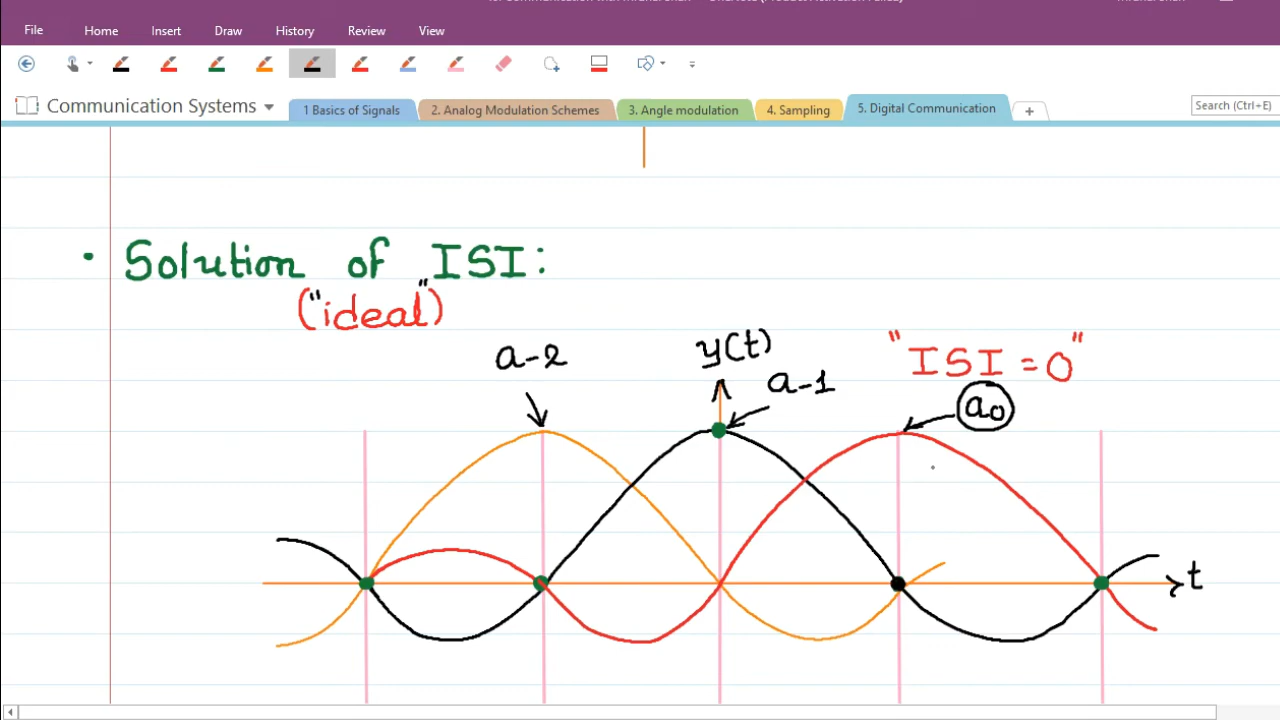 File Home Insert Draw History Review View
Communication Systems 1 Basics of Signals 2. Analog Modulation Schemes 3. Angle modulation 4. Sampling 5. Digital Communication Search (Ctrl+E)
• Solution of ISI:
("ideal")
a-2
y(t)
a-1
"ISI=0"
a0
t